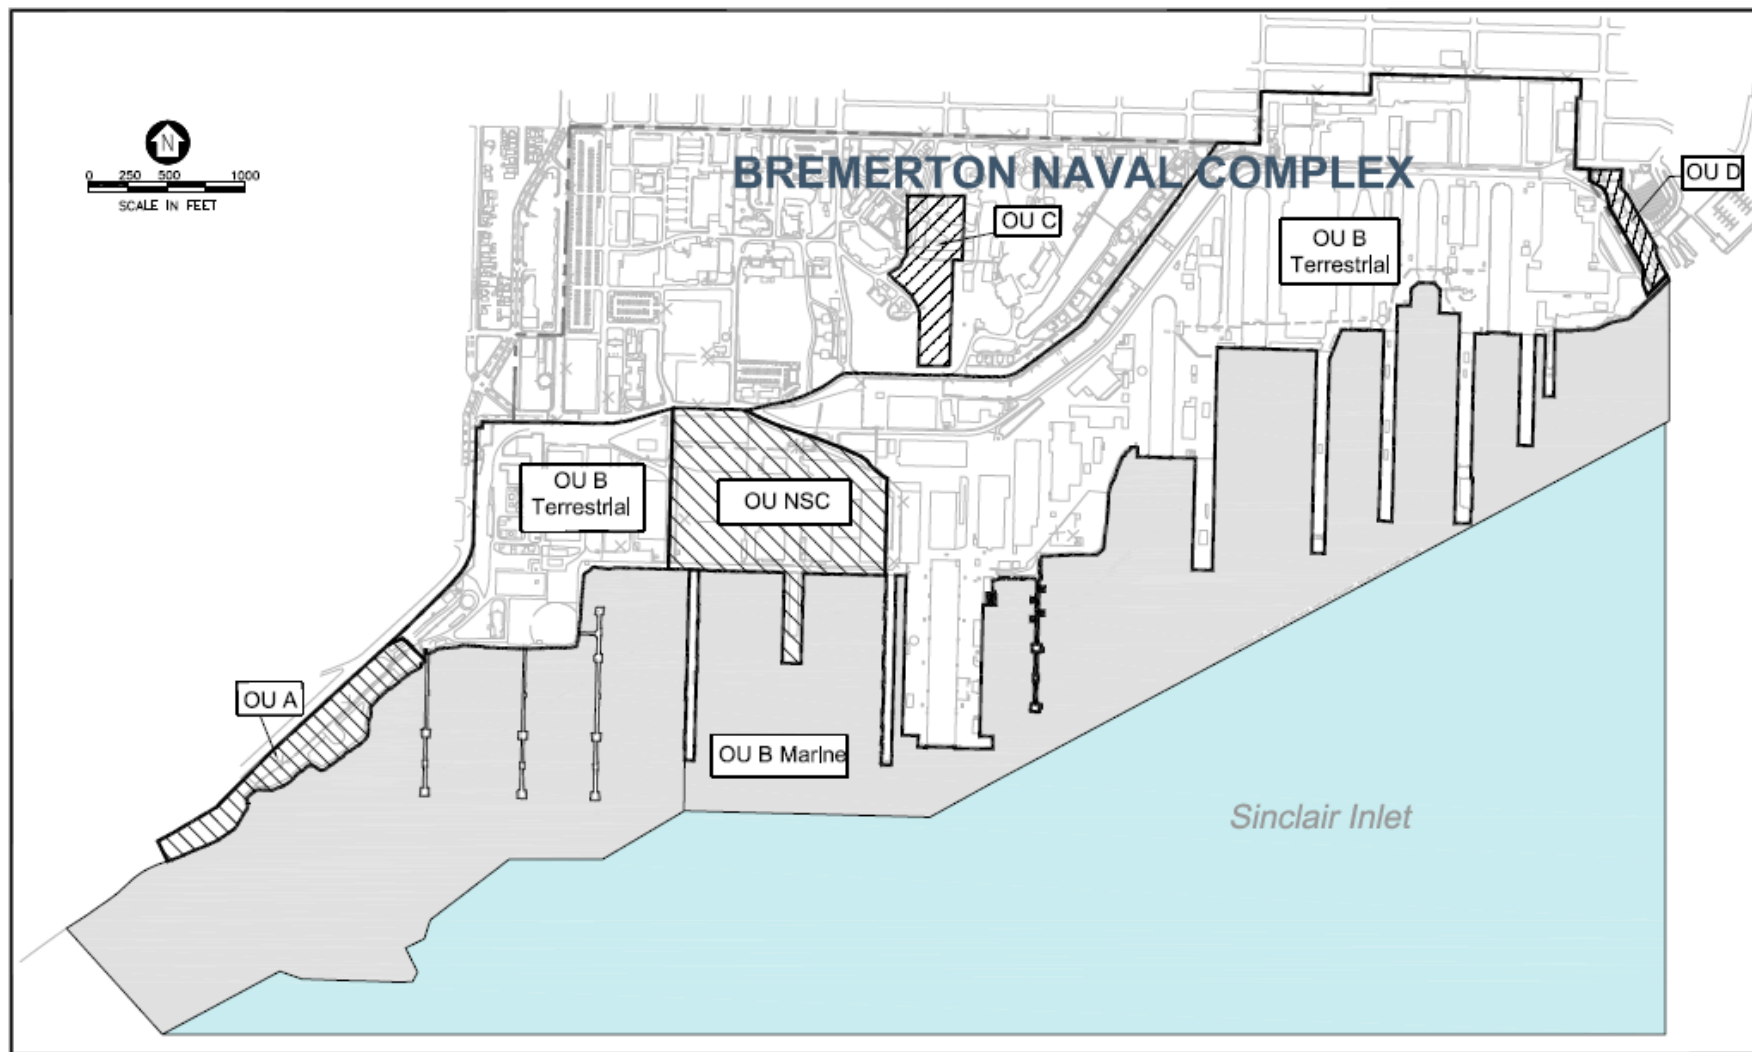 N
0 250 500 1000
SCALE IN FEET
BREMERTON NAVAL COMPLEX
OU D
OU C
OU B
Terrestrial
OU B
Terrestrial
OU NSC
OU A
OU B Marine
Sinclair Inlet